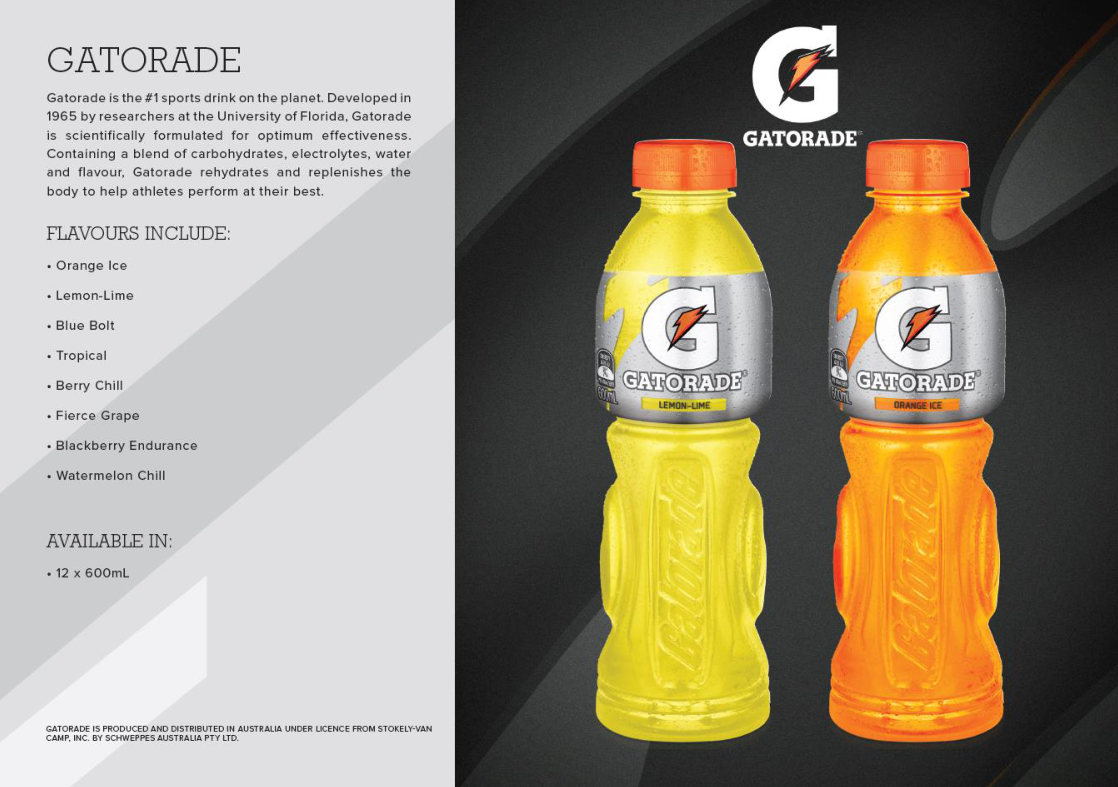 GATORADE
Gatorade is the #1 sports drink on the planet. Developed in
1965 by researchers at the University of Florida, Gatorade
is scientifically formulated for optimum effectiveness.
Containing a blend of carbohydrates, electrolytes, water
and flavour, Gatorade rehydrates and replenishes the
body to help athletes perform at their best.
FLAVOURS INCLUDE:
• Orange Ice
• Lemon-Lime
• Blue Bolt
• Tropical
• Berry Chill
• Fierce Grape
• Blackberry Endurance
• Watermelon Chill
AVAILABLE IN:
• 12 x 600mL
GATORADE IS PRODUCED AND DISTRIBUTED IN AUSTRALIA UNDER LICENCE FROM STOKELY-VAN
CAMP, INC. BY SCHWEPPES AUSTRALIA PTY LTD.
G
GATORADE
G
GATORADE®
600mL
LEMON-LIME
Gatorade
G
GATORADE®
600mL
ORANGE ICE
Gatorade